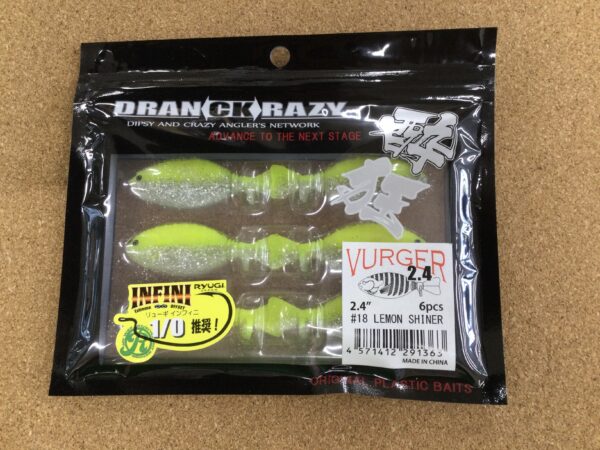 DRANCKRAZY
DIPSY AND CRAZY ANGLER'S NETWORK
ADVANCE TO THE NEXT STAGE
酔
狂
VURGER
2.4
2.4" 6pcs
#18 LEMON SHINER
4 571412 291363
MADE IN CHINA
INFINI
RYUGI
リューギ インフィニ
1/0 推奨!
ORIGINAL PLASTIC BAITS